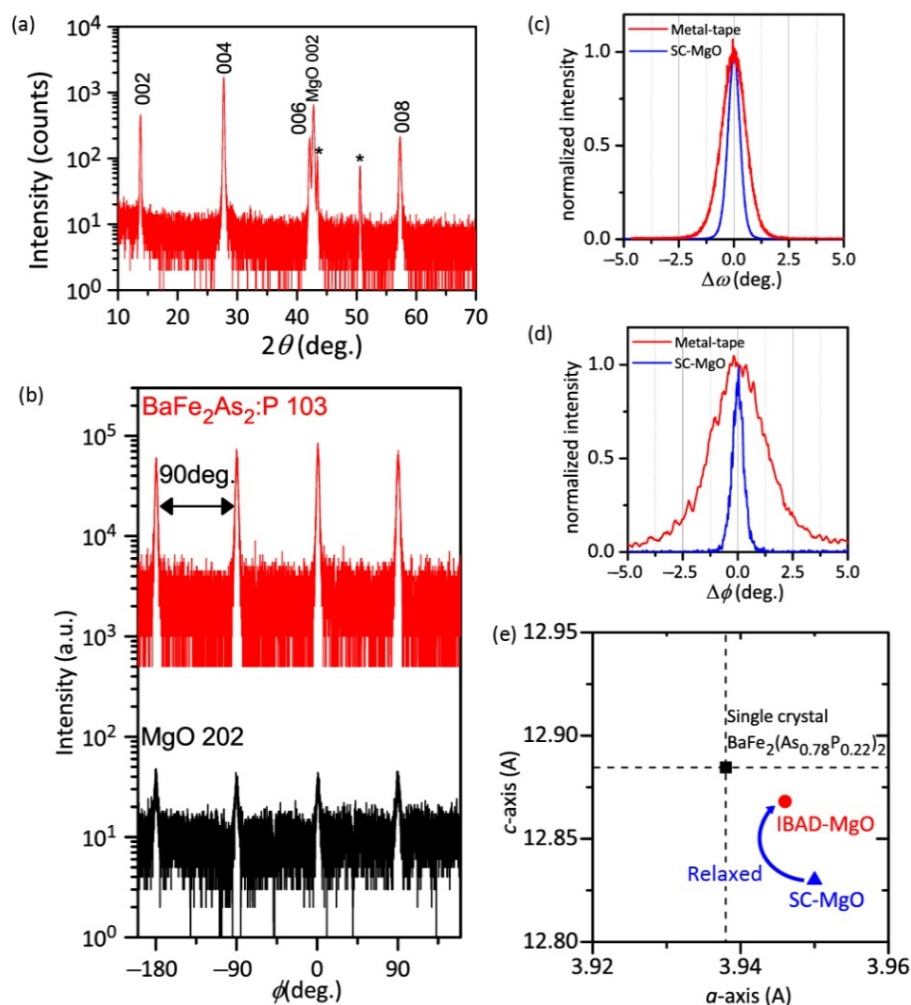 (a)
Intensity (counts)
10⁴
10³
10²
10¹
10⁰
002
004
006
MgO 002
*
*
008
10 20 30 40 50 60 70
2θ (deg.)
(b)
Intensity (a.u.)
BaFe₂As₂:P 103
90deg.
MgO 202
10⁵
10⁴
10³
10²
10¹
10⁰
−180 −90 0 90
ϕ(deg.)
(c)
normalized intensity
Metal-tape
SC-MgO
1.0
0.5
0.0
−5.0 −2.5 0.0 2.5 5.0
Δω (deg.)
(d)
normalized intensity
Metal-tape
SC-MgO
1.0
0.5
0.0
−5.0 −2.5 0.0 2.5 5.0
Δϕ (deg.)
(e)
c-axis (A)
12.95
12.90
12.85
12.80
Single crystal
BaFe₂(As₀.₇₈P₀.₂₂)₂
IBAD-MgO
Relaxed
SC-MgO
3.92 3.94 3.96
a-axis (A)